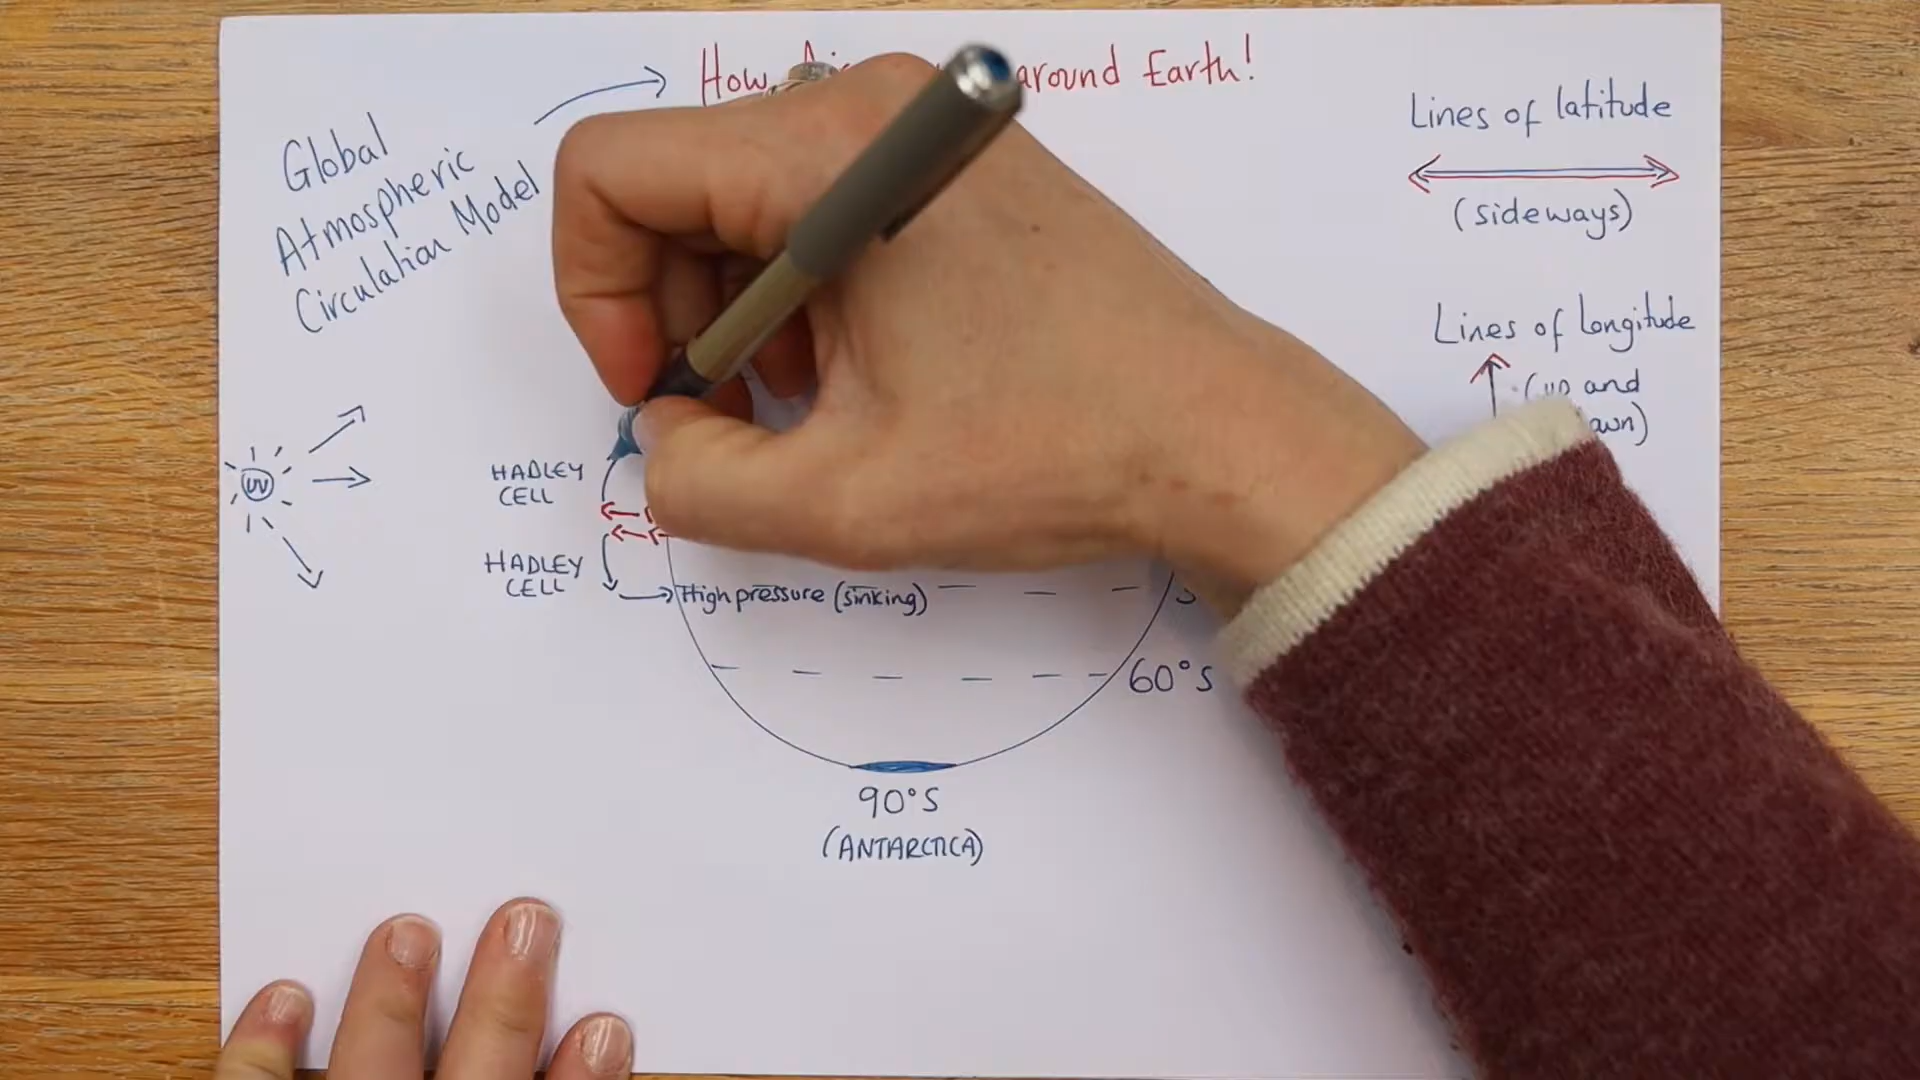 How around Earth!
Global
Atmospheric
Circulation Model
Lines of latitude
(sideways)
Lines of longitude
and
UV
HADLEY
CELL
HADLEY
CELL
High pressure (sinking)
60°S
90°S
(ANTARCTICA)